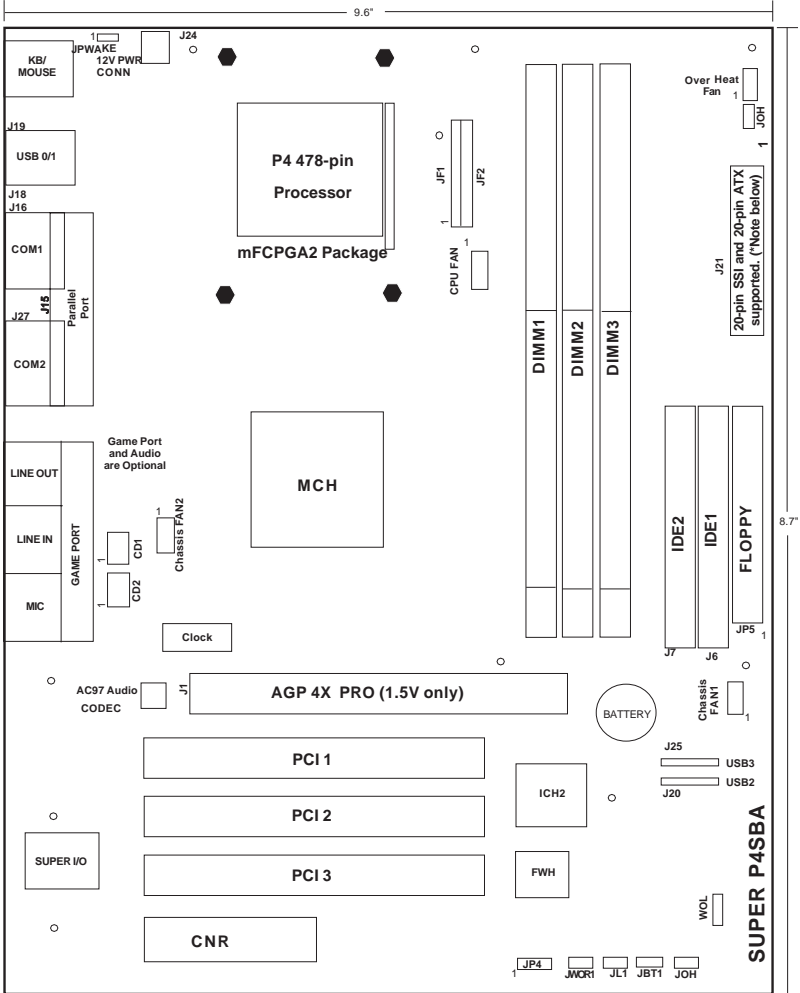 9.6"
1
JPWAKE
12V PWR
CONN
J24
KB/
MOUSE
J19
USB 0/1
J18
J16
COM1
J15
J27
Parallel
Port
COM2
P4 478-pin
Processor
mFCPGA2 Package
JF1
JF2
1
1
CPU FAN
DIMM1
DIMM2
DIMM3
Over Heat
Fan
1
JOH
1
J21
20-pin SSI and 20-pin ATX
supported. (*Note below)
Game Port
and Audio
are Optional
LINE OUT
LINE IN
MIC
GAME PORT
1
CD1
1
CD2
1
Chassis FAN2
MCH
Clock
IDE2
IDE1
FLOPPY
J7
J6
JP5
1
8.7"
AC97 Audio
CODEC
J1
AGP 4X PRO (1.5V only)
BATTERY
Chassis
FAN1
1
PCI 1
PCI 2
PCI 3
CNR
SUPER I/O
ICH2
FWH
J25
USB3
USB2
J20
WOL
SUPER P4SBA
1
JP4
JWOR1
JL1
JBT1
JOH